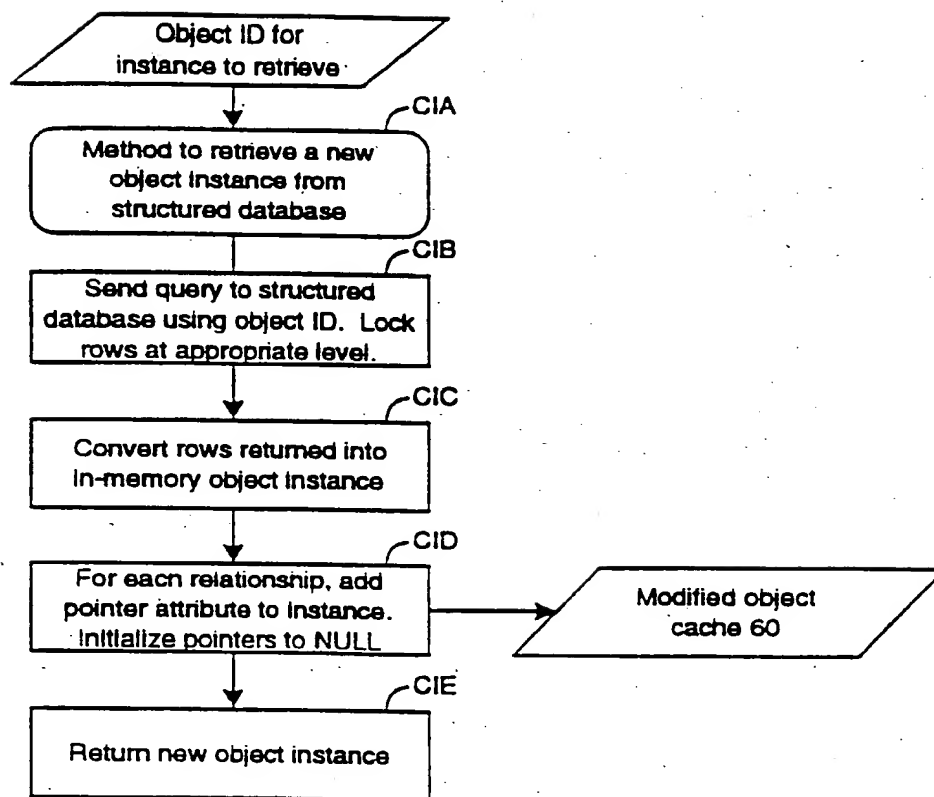 Object ID for
instance to retrieve
CIA
Method to retrieve a new
object instance from
structured database
CIB
Send query to structured
database using object ID. Lock
rows at appropriate level.
CIC
Convert rows returned into
in-memory object instance
CID
For each relationship, add
pointer attribute to instance.
Initialize pointers to NULL
Modified object
cache 60
CIE
Return new object instance